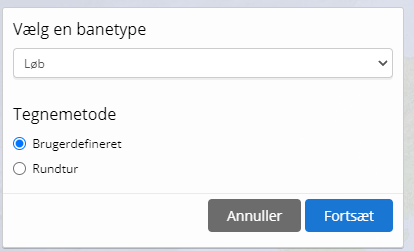 Vælg en banetype
Løb
Tegnemetode
Brugerdefineret
Rundtur
Annuller
Fortsæt